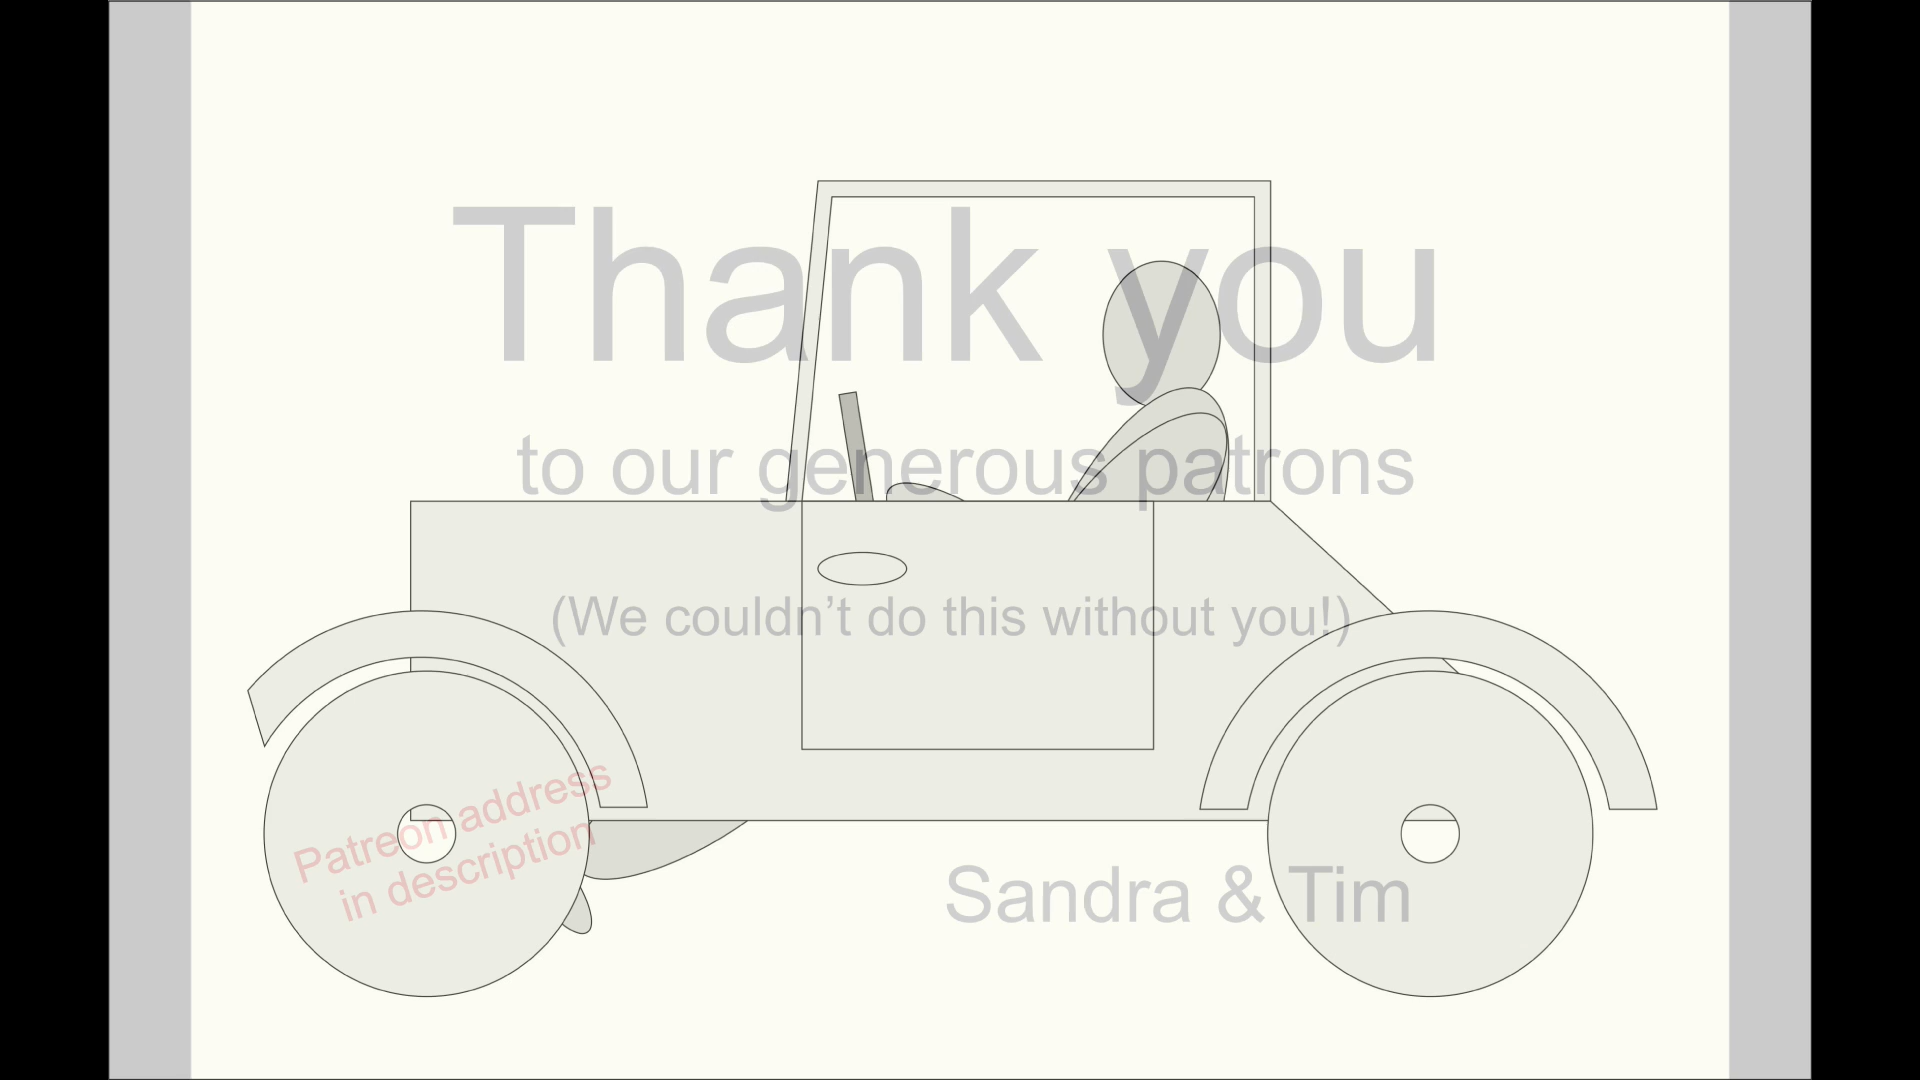 Thank you
to our generous patrons
(We couldn’t do this without you!)
Patreon address
in description
Sandra & Tim